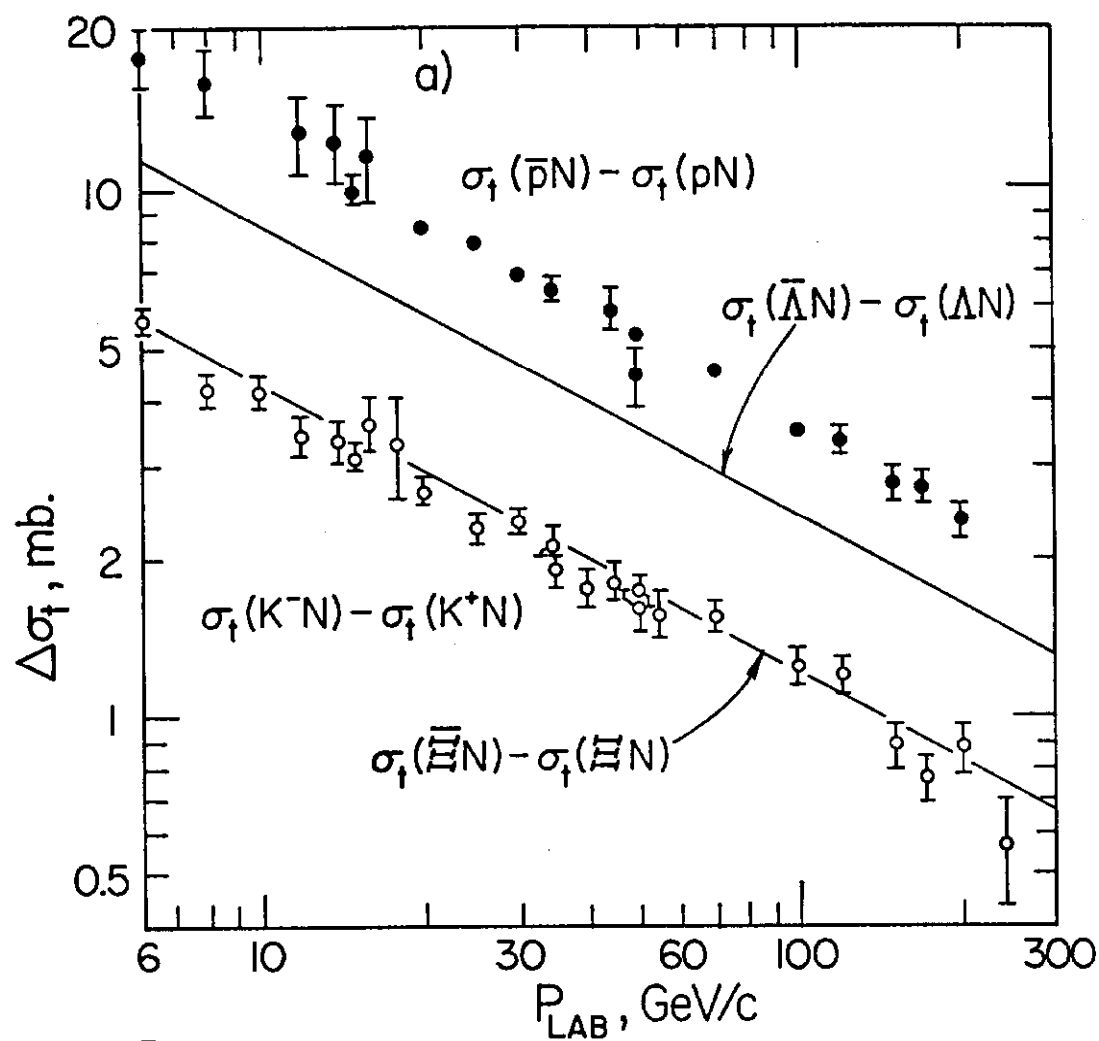 20
a)
σt(p̄N) – σt(pN)
10
σt(Λ̄N) – σt(ΛN)
5
Δσt, mb.
2
σt(K⁻N) – σt(K⁺N)
1
σt(Ξ̄N) – σt(ΞN)
0.5
6 10 30 60 100 300
PLAB, GeV/c